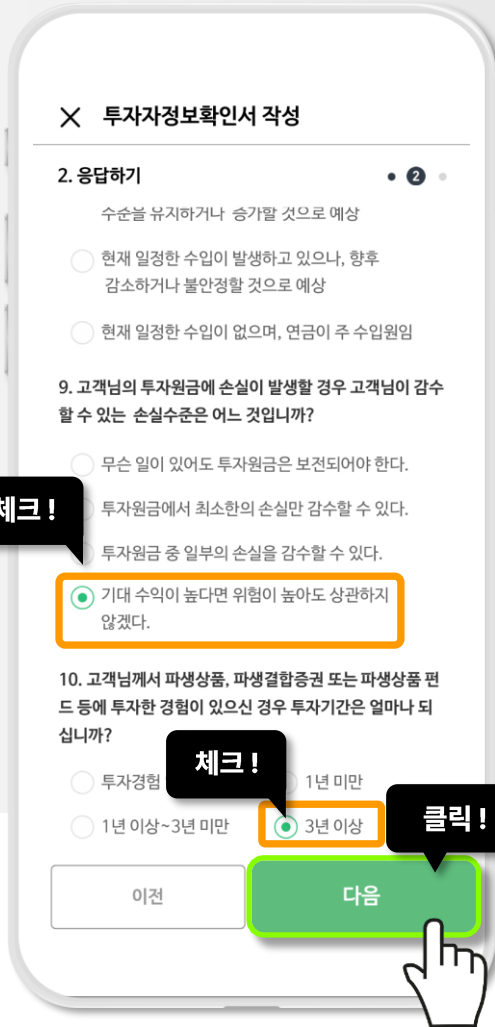 투자자정보확인서 작성
2. 응답하기
2
수준을 유지하거나 증가할 것으로 예상
현재 일정한 수입이 발생하고 있으나, 향후
감소하거나 불안정할 것으로 예상
현재 일정한 수입이 없으며, 연금이 주 수입원임
9. 고객님의 투자원금에 손실이 발생할 경우 고객님이 감수
할 수 있는 손실수준은 어느 것입니까?
무슨 일이 있어도 투자원금은 보전되어야 한다.
체크 !
투자원금에서 최소한의 손실만 감수할 수 있다.
투자원금 중 일부의 손실을 감수할 수 있다.
기대 수익이 높다면 위험이 높아도 상관하지
않겠다.
10. 고객님께서 파생상품, 파생결합증권 또는 파생상품 펀
드 등에 투자한 경험이 있으신 경우 투자기간은 얼마나 되
십니까?
체크 !
투자경험
1년 미만
1년 이상~3년 미만
3년 이상
클릭 !
이전
다음